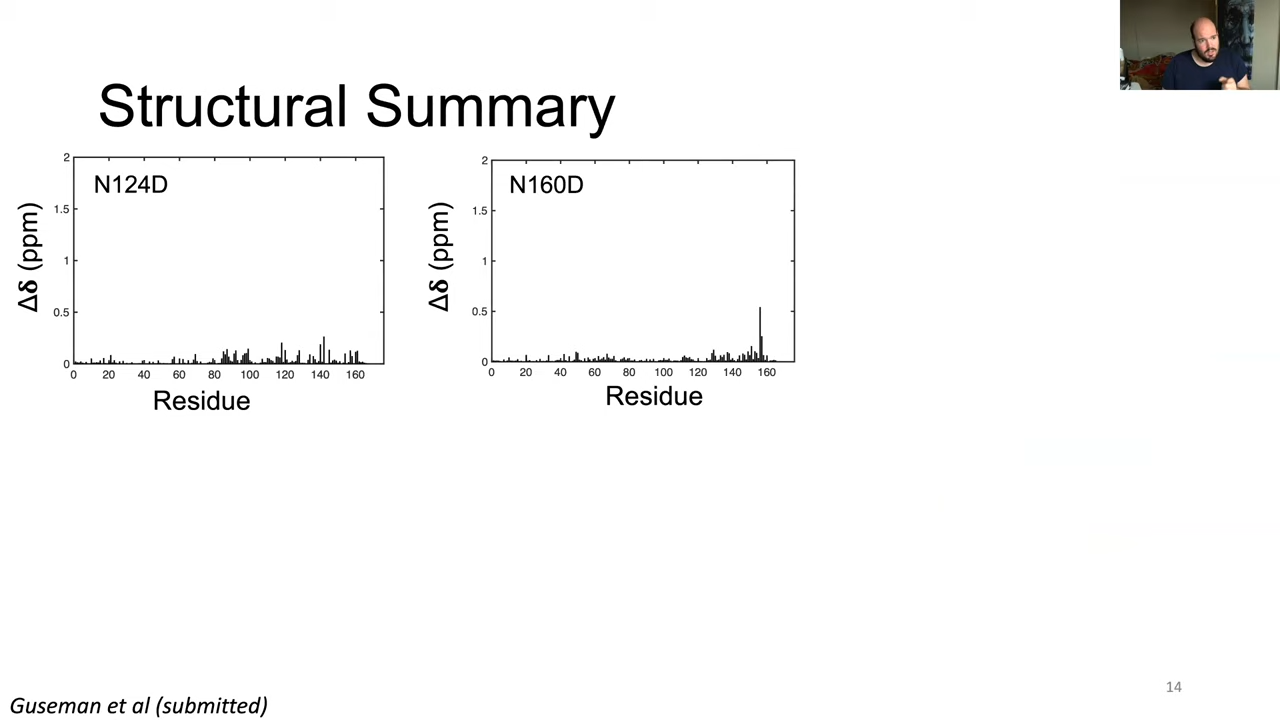 Structural Summary
2
N124D
1.5
Δδ (ppm)
1
0.5
0
0 20 40 60 80 100 120 140 160
Residue
2
N160D
1.5
Δδ (ppm)
1
0.5
0
0 20 40 60 80 100 120 140 160
Residue
14
Guseman et al (submitted)